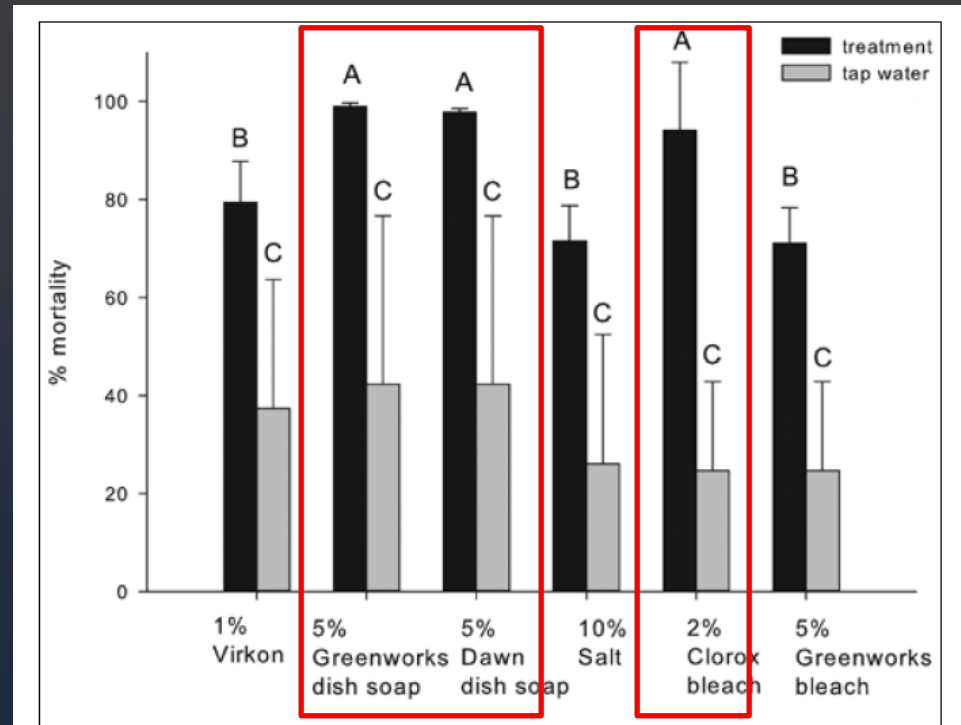 treatment
tap water
% mortality
100
80
60
40
20
0
B
C
A
C
A
C
B
C
A
C
B
C
1%
Virkon
5%
Greenworks
dish soap
5%
Dawn
dish soap
10%
Salt
2%
Clorox
bleach
5%
Greenworks
bleach